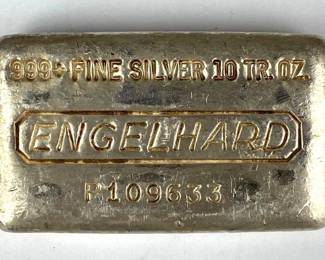 999+ FINE SILVER 10 TR. OZ.
ENGELHARD
P109633